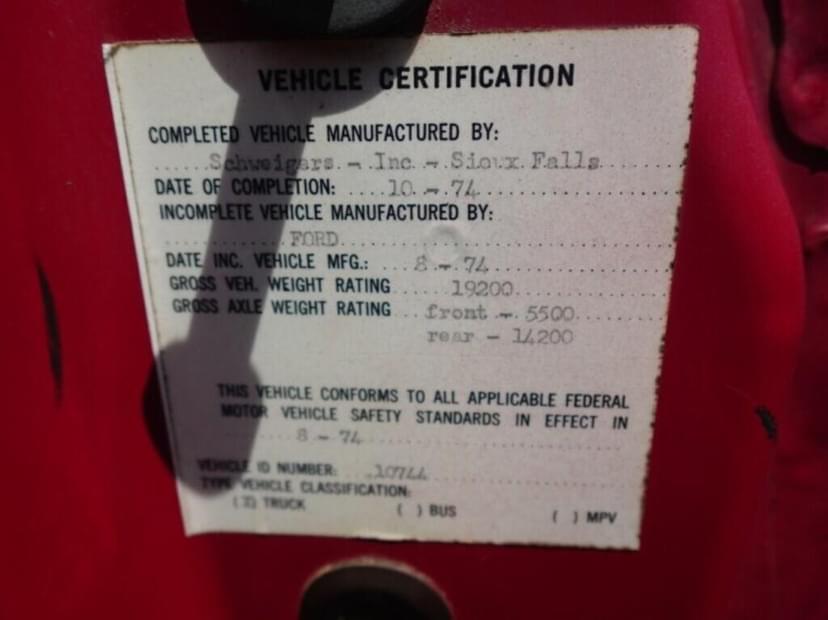 VEHICLE CERTIFICATION
COMPLETED VEHICLE MANUFACTURED BY:
Schweigers - Inc - Sioux Falls
DATE OF COMPLETION: 10 - 74
INCOMPLETE VEHICLE MANUFACTURED BY:
FORD
DATE INC. VEHICLE MFG.: 8 - 74
GROSS VEH. WEIGHT RATING 19200
GROSS AXLE WEIGHT RATING front - 5500
rear - 14200
THIS VEHICLE CONFORMS TO ALL APPLICABLE FEDERAL
MOTOR VEHICLE SAFETY STANDARDS IN EFFECT IN
8 - 74
VEHICLE ID NUMBER: 10744
TYPE VEHICLE CLASSIFICATION:
(X) TRUCK ( ) BUS ( ) MPV